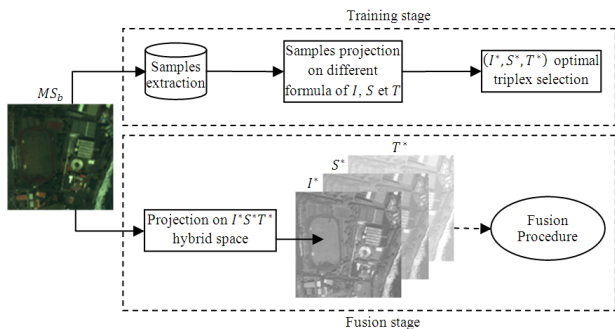 Training stage
MS_b
Samples
extraction
Samples projection
on different
formula of I, S et T
(I*, S*, T*) optimal
triplex selection
Projection on I*S*T*
hybrid space
I*
S*
T*
Fusion
Procedure
Fusion stage